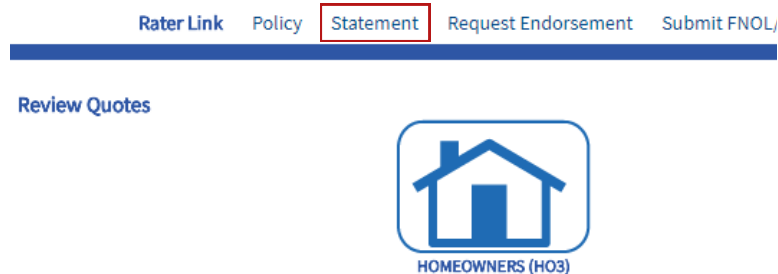 Rater Link Policy Statement Request Endorsement Submit FNOL/
Review Quotes
HOMEOWNERS (HO3)